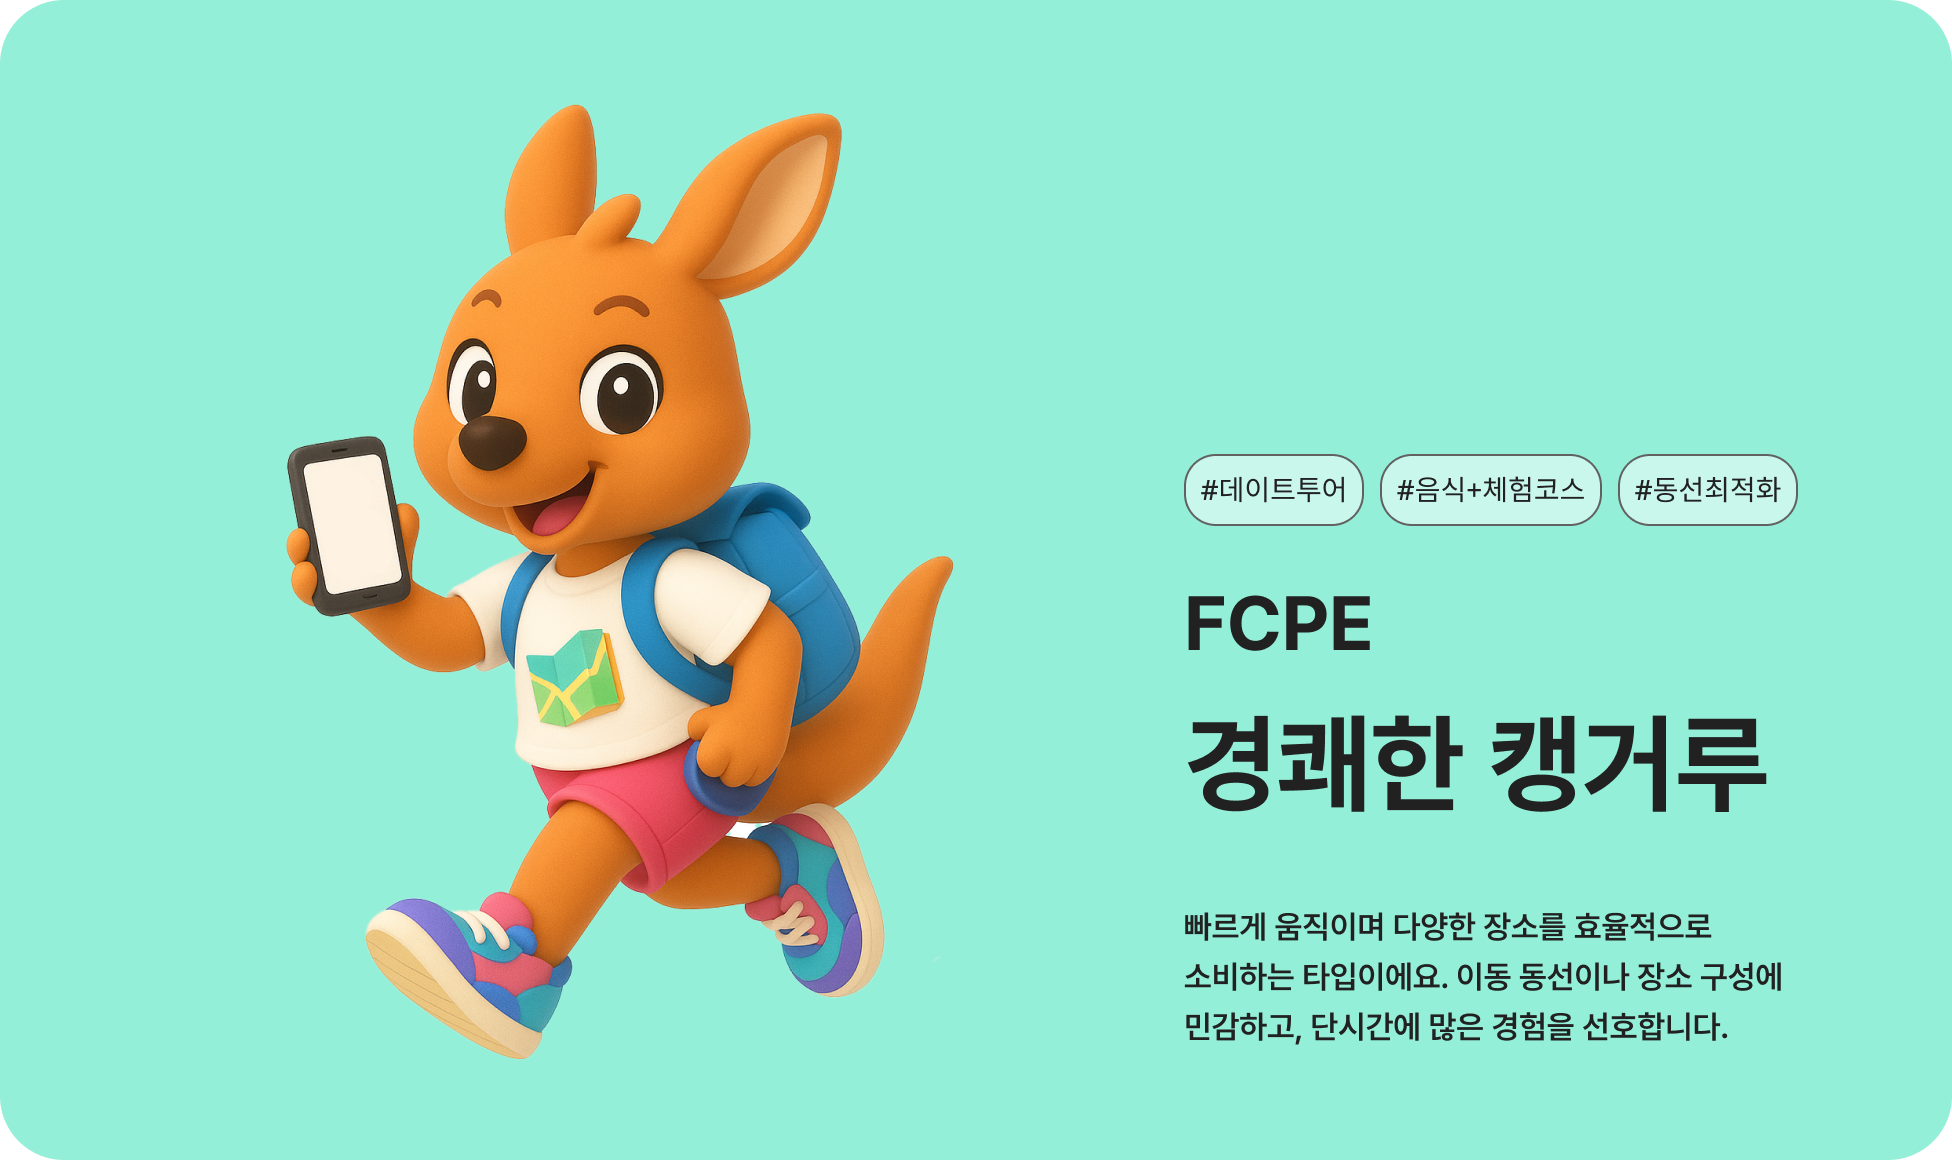 #데이트투어 #음식+체험코스 #동선최적화
FCPE
경쾌한 캥거루
빠르게 움직이며 다양한 장소를 효율적으로
소비하는 타입이에요. 이동 동선이나 장소 구성에
민감하고, 단시간에 많은 경험을 선호합니다.